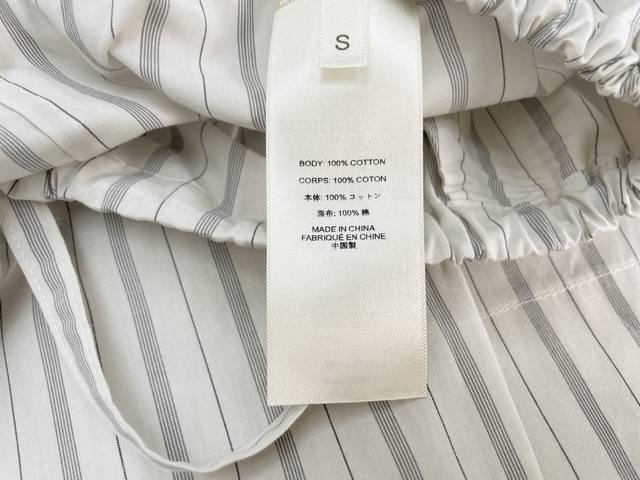 S
BODY: 100% COTTON
CORPS: 100% COTON
本体: 100% コットン
面布: 100% 棉
MADE IN CHINA
FABRIQUÉ EN CHINE
中国製